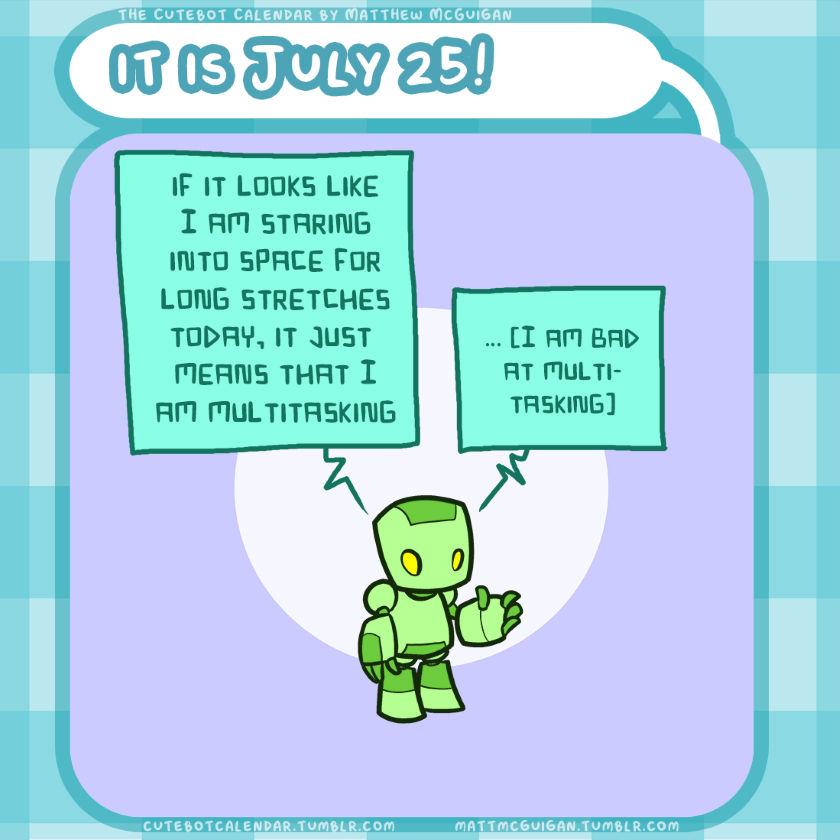 THE CUTEBOT CALENDAR BY MATTHEW MCGUIGAN
IT IS JULY 25!
IF IT LOOKS LIKE
I AM STARING
INTO SPACE FOR
LONG STRETCHES
TODAY, IT JUST
MEANS THAT I
AM MULTITASKING
... [I AM BAD
AT MULTI-
TASKING]
CUTEBOTCALENDAR.TUMBLR.COM
MATTMCGUIGAN.TUMBLR.COM